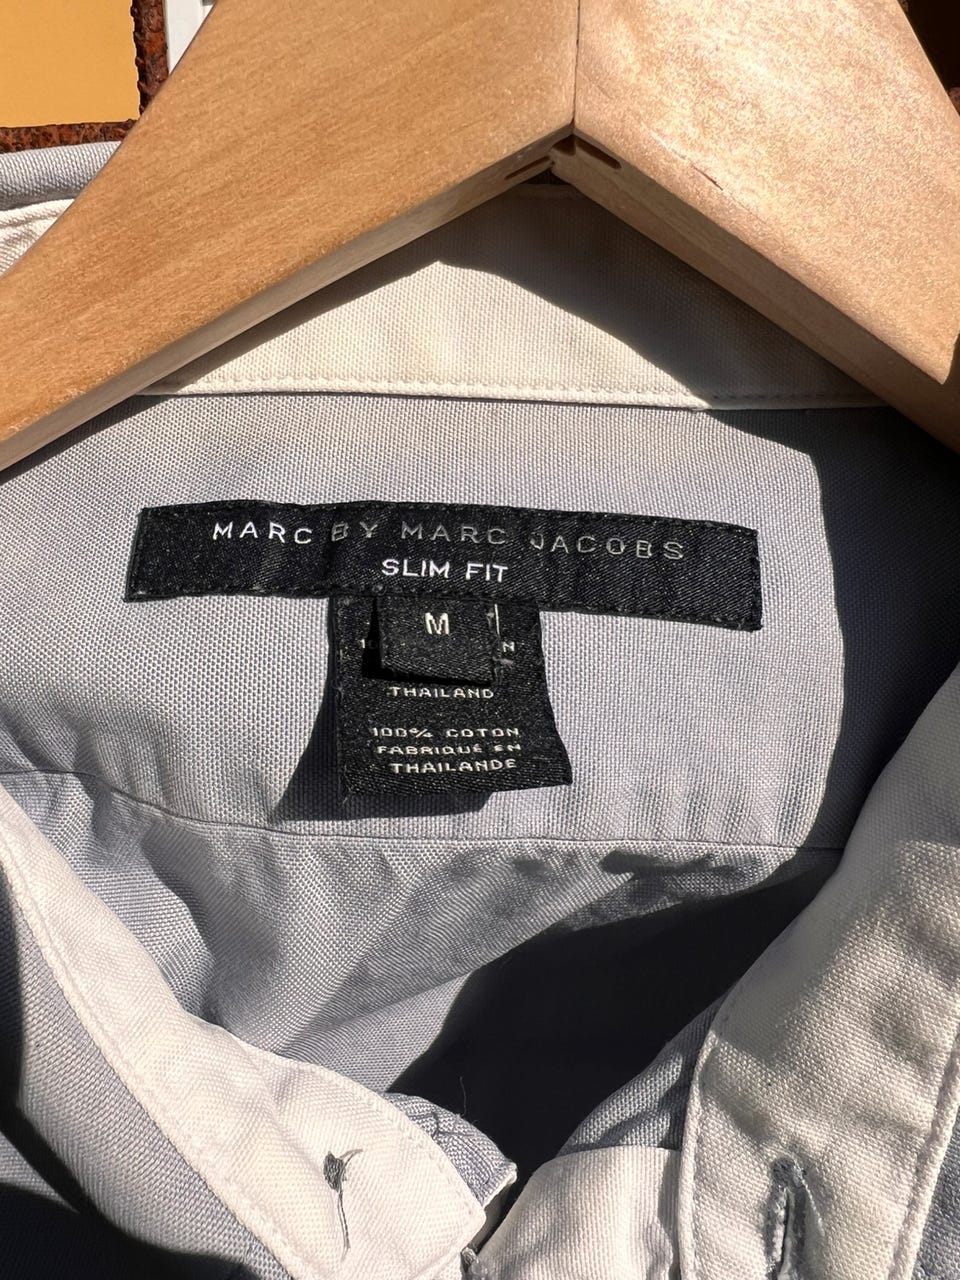 MARC BY MARC JACOBS
SLIM FIT
M
THAILAND
100% COTON
FABRIQUÉ EN
THAILANDE